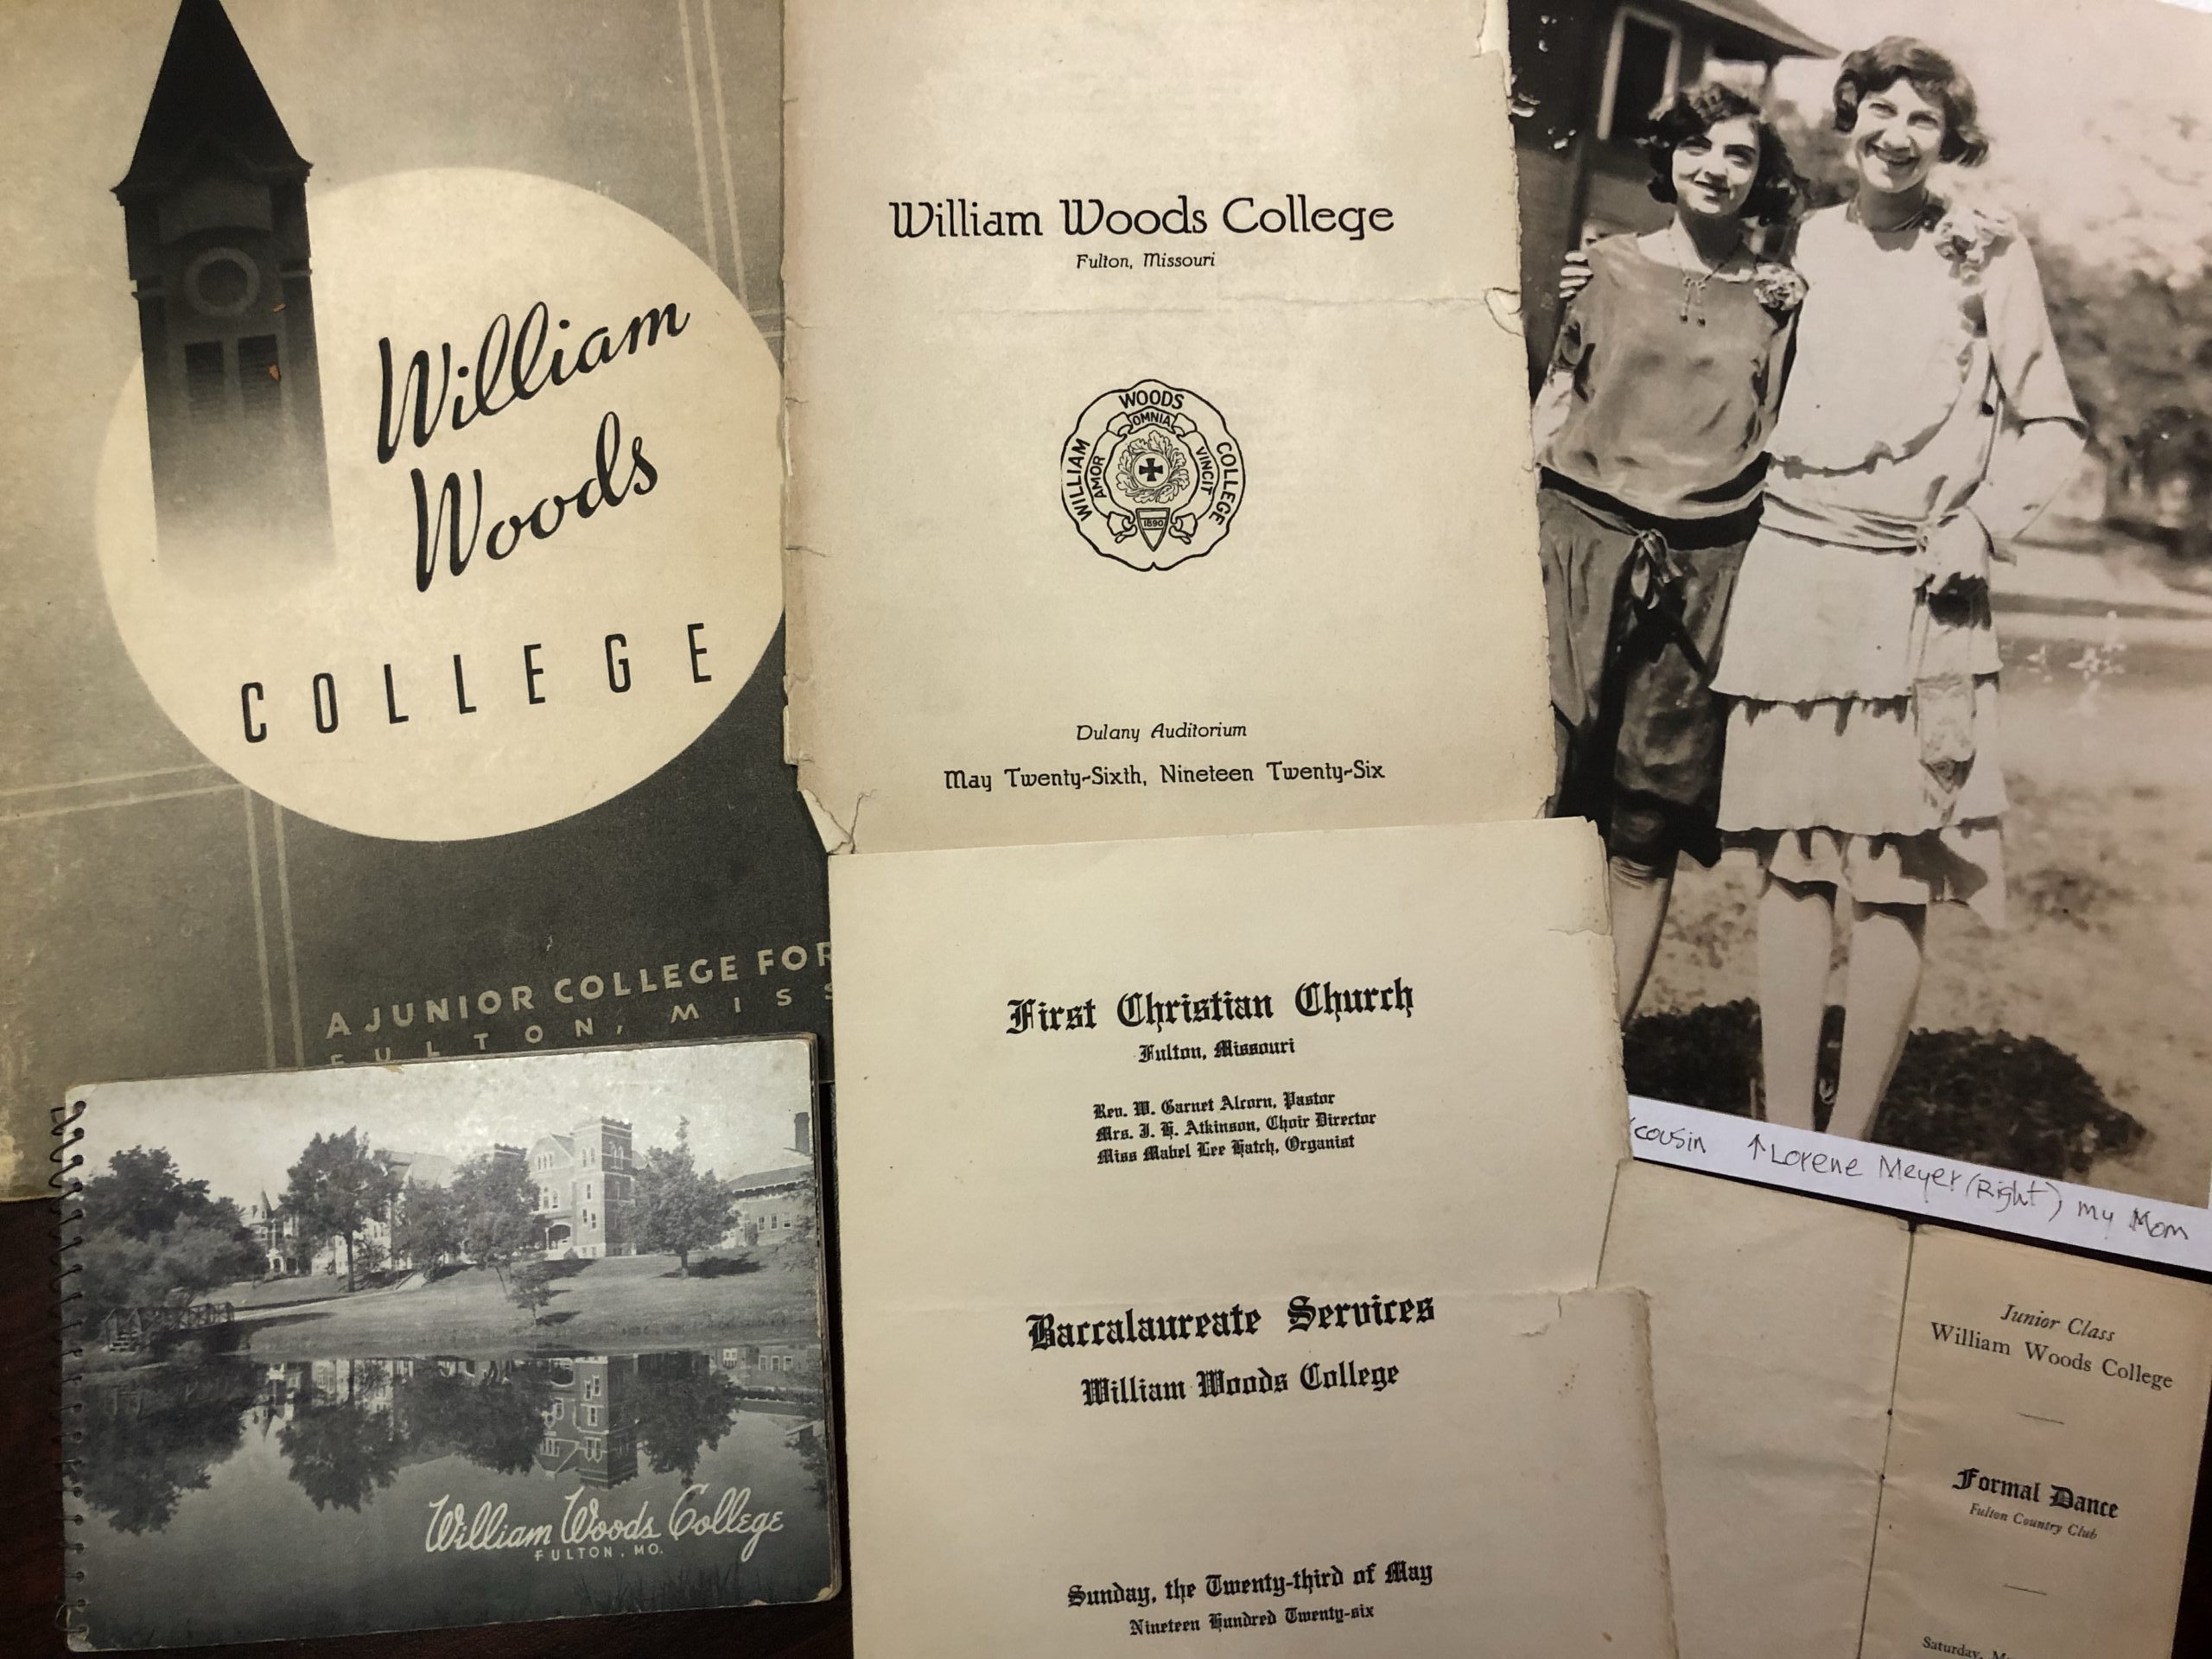 William
Woods
COLLEGE
A JUNIOR COLLEGE FOR
FULTON,
William Woods College
FULTON, MO.
William Woods College
Fulton, Missouri
WILLIAM WOODS COLLEGE
AMOR OMNIA VINCIT
1890
Dulany Auditorium
May Twenty-Sixth, Nineteen Twenty-Six
First Christian Church
Fulton, Missouri
Rev. W. Garnet Alcorn, Pastor
Mrs. J. H. Atkinson, Choir Director
Miss Mabel Lee Hatch, Organist
Baccalaureate Services
William Woods College
Sunday, the Twenty-third of May
Nineteen Hundred Twenty-six
cousin ↑Lorene Meyer (Right), my Mom
Junior Class
William Woods College
Formal Dance
Fulton Country Club
Saturday,